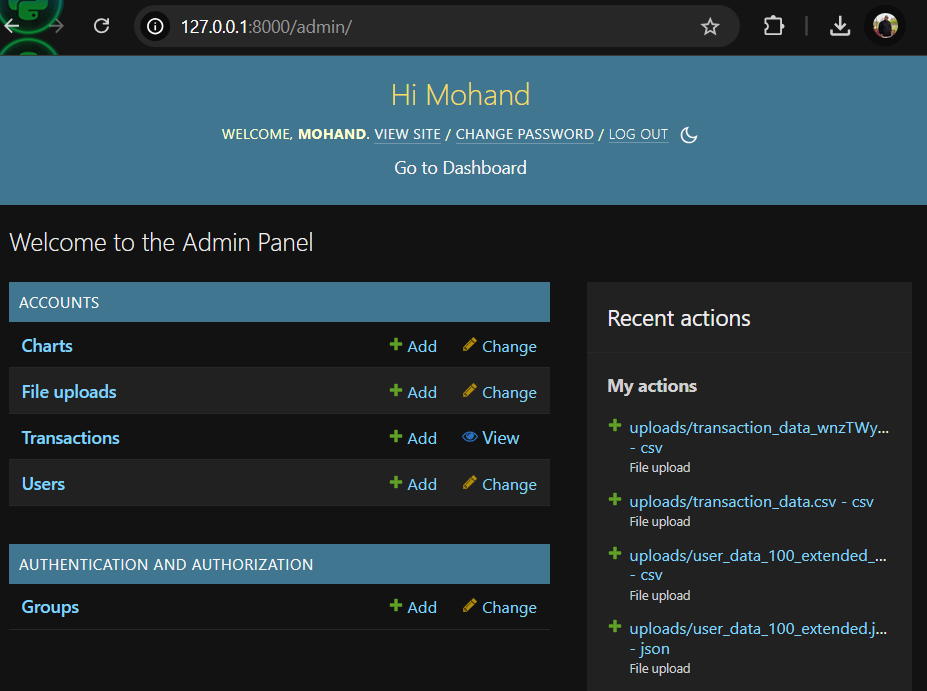 127.0.0.1:8000/admin/
Hi Mohand
WELCOME, MOHAND. VIEW SITE / CHANGE PASSWORD / LOG OUT
Go to Dashboard
Welcome to the Admin Panel
ACCOUNTS
Charts Add Change
File uploads Add Change
Transactions Add View
Users Add Change
AUTHENTICATION AND AUTHORIZATION
Groups Add Change
Recent actions
My actions
uploads/transaction_data_wnzTWy...
- csv
File upload
uploads/transaction_data.csv - csv
File upload
uploads/user_data_100_extended_...
- csv
File upload
uploads/user_data_100_extended.j...
- json
File upload